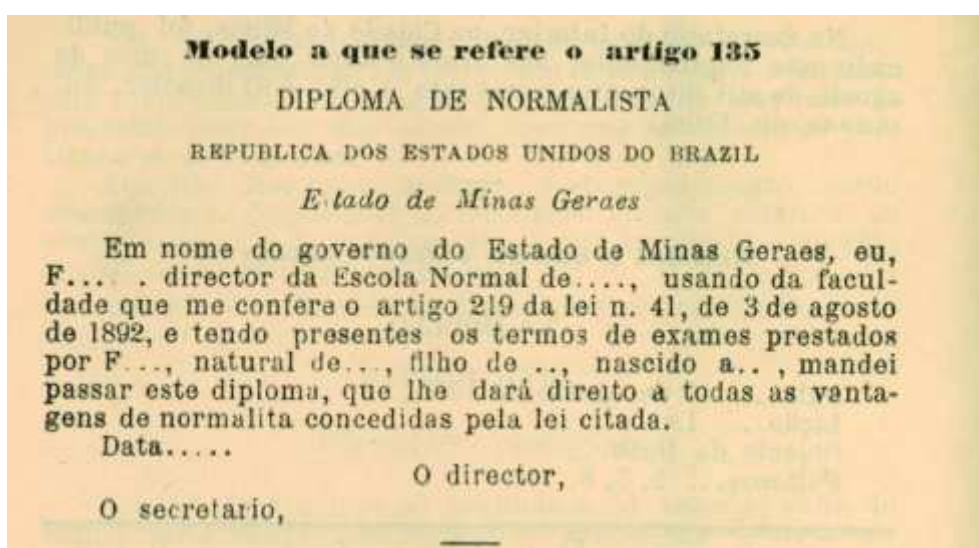 Modelo a que se refere o artigo 135
DIPLOMA DE NORMALISTA
REPUBLICA DOS ESTADOS UNIDOS DO BRAZIL
E tado de Minas Geraes
Em nome do governo do Estado de Minas Geraes, eu,
F... . director da Escola Normal de...., usando da facul-
dade que me confere o artigo 219 da lei n. 41, de 3 de agosto
de 1892, e tendo presentes os termos de exames prestados
por F..., natural de..., filho de .., nascido a.. , mandei
passar este diploma, que lhe dará direito a todas as vanta-
gens de normalita concedidas pela lei citada.
Data.....
O director,
O secretario,